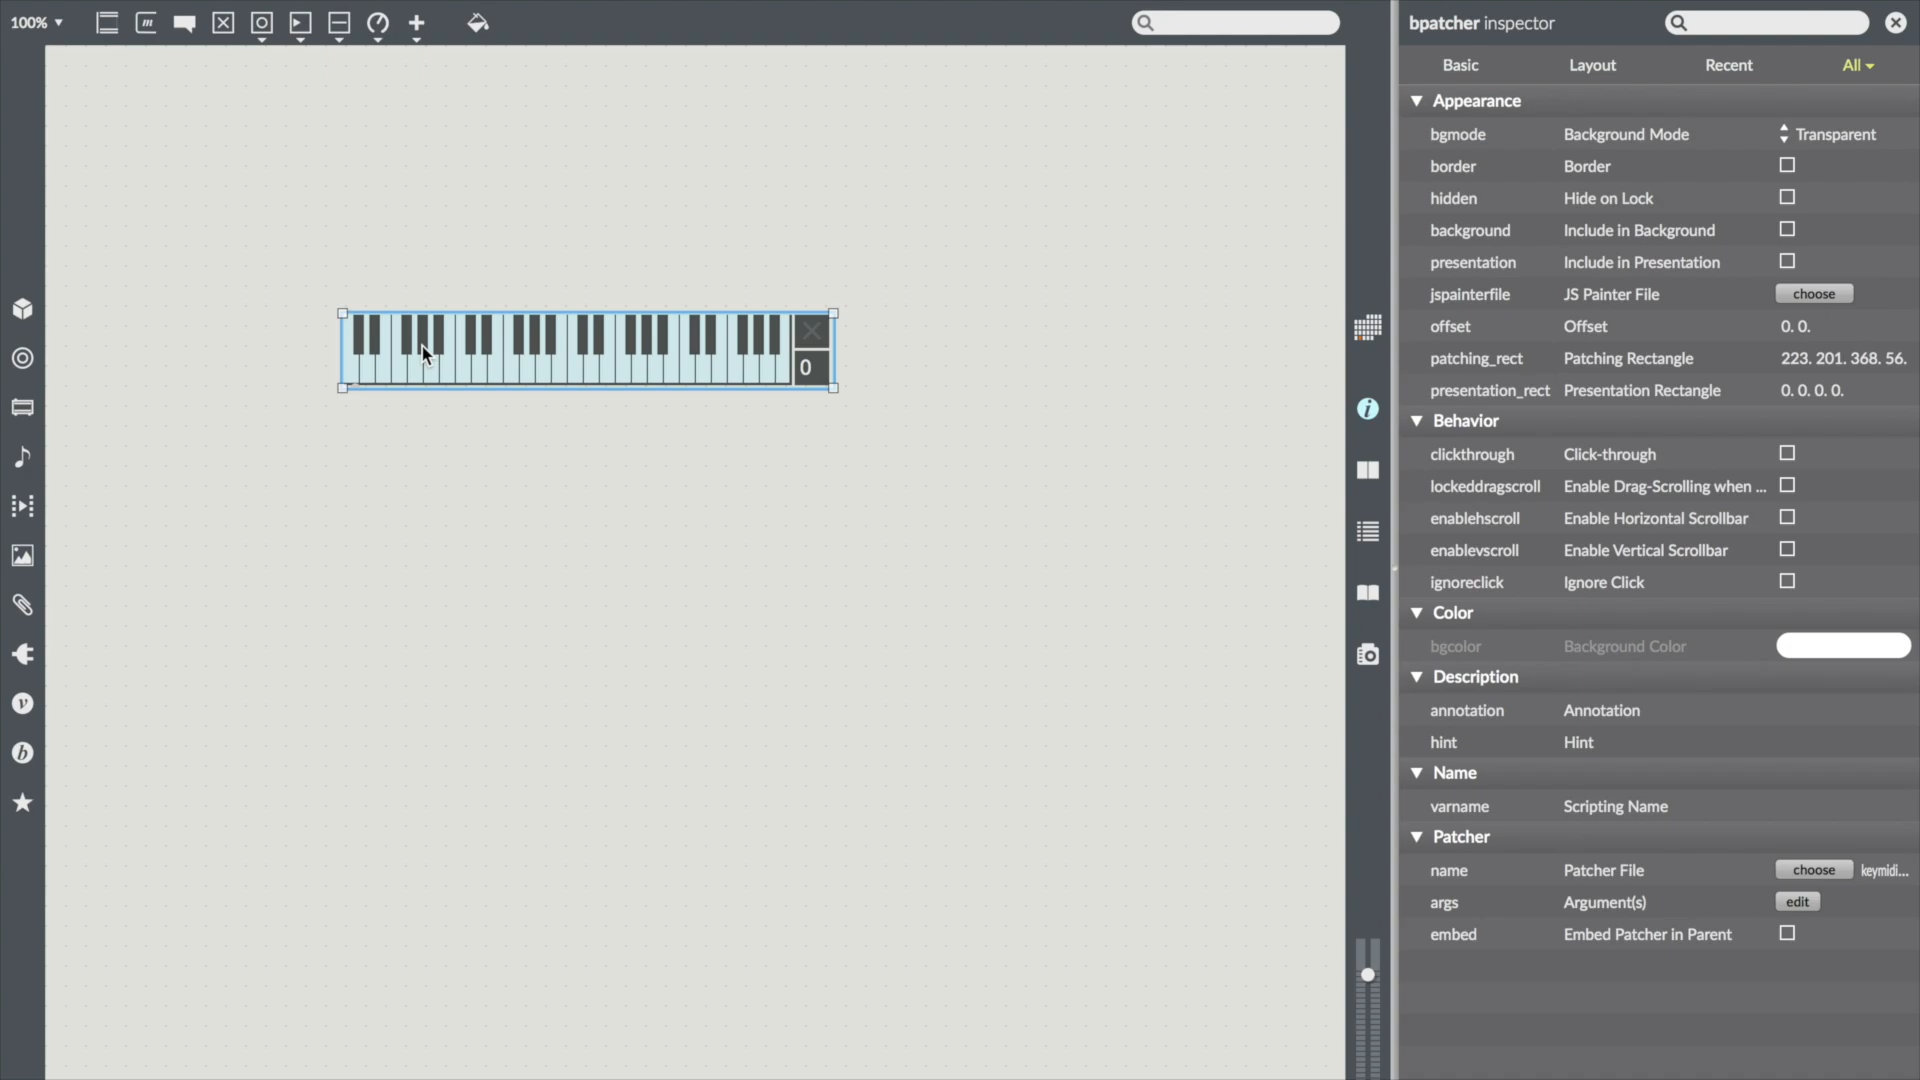 100%
m
bpatcher inspector
Basic Layout Recent All
Appearance
bgmode Background Mode Transparent
border Border
hidden Hide on Lock
background Include in Background
presentation Include in Presentation
jspainterfile JS Painter File choose
offset Offset 0. 0.
patching_rect Patching Rectangle 223. 201. 368. 56.
presentation_rect Presentation Rectangle 0. 0. 0. 0.
0
i
Behavior
clickthrough Click-through
lockeddragscroll Enable Drag-Scrolling when ...
enablehscroll Enable Horizontal Scrollbar
enablevscroll Enable Vertical Scrollbar
ignoreclick Ignore Click
Color
bgcolor Background Color
Description
annotation Annotation
v
hint Hint
b
Name
varname Scripting Name
Patcher
name Patcher File choose keymidi...
args Argument(s) edit
embed Embed Patcher in Parent